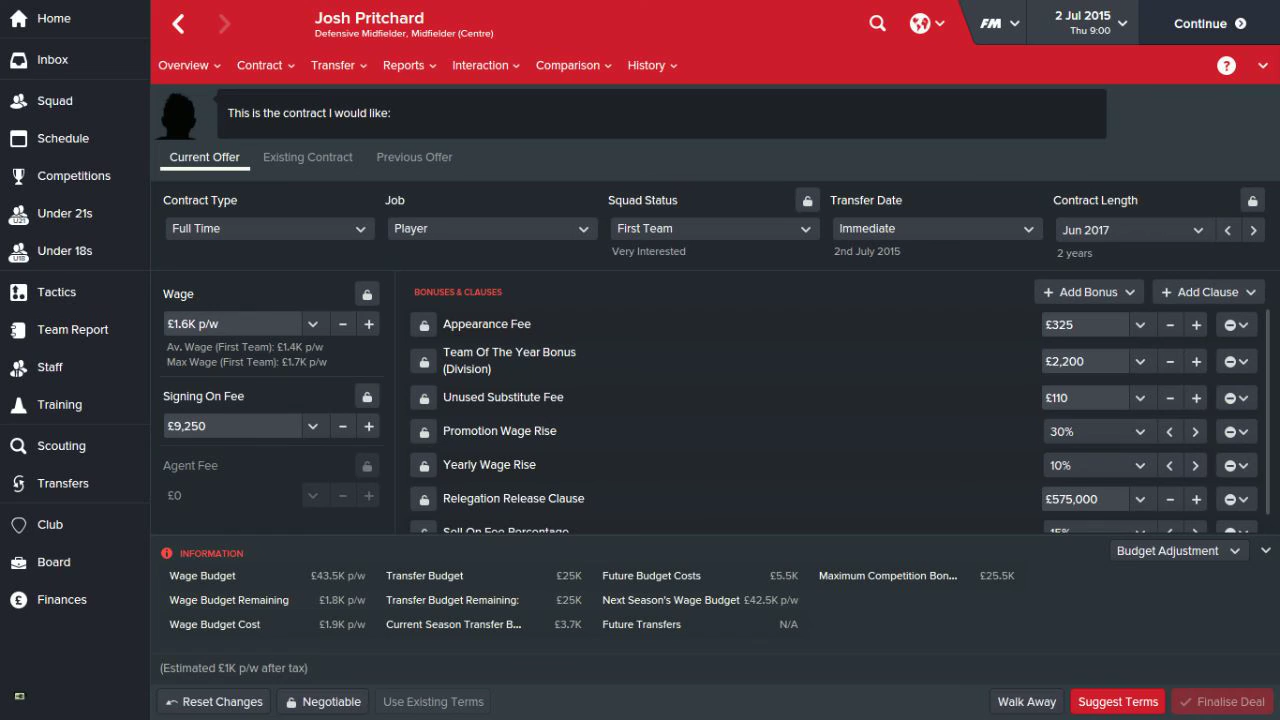 Home
Inbox
Squad
Schedule
Competitions
Under 21s
Under 18s
Tactics
Team Report
Staff
Training
Scouting
Transfers
Club
Board
Finances
Josh Pritchard
Defensive Midfielder, Midfielder (Centre)
FM
2 Jul 2015
Thu 9:00
Continue
Overview
Contract
Transfer
Reports
Interaction
Comparison
History
?
This is the contract I would like:
Current Offer
Existing Contract
Previous Offer
Contract Type
Full Time
Job
Player
Squad Status
First Team
Very Interested
Transfer Date
Immediate
2nd July 2015
Contract Length
Jun 2017
2 years
Wage
£1.6K p/w
Av. Wage (First Team): £1.4K p/w
Max Wage (First Team): £1.7K p/w
Signing On Fee
£9,250
Agent Fee
£0
BONUSES & CLAUSES
+ Add Bonus
+ Add Clause
Appearance Fee £325
Team Of The Year Bonus
(Division) £2,200
Unused Substitute Fee £110
Promotion Wage Rise 30%
Yearly Wage Rise 10%
Relegation Release Clause £575,000
Sell On Fee Percentage 15%
INFORMATION
Budget Adjustment
Wage Budget £43.5K p/w Transfer Budget £25K Future Budget Costs £5.5K Maximum Competition Bon... £25.5K
Wage Budget Remaining £1.8K p/w Transfer Budget Remaining: £25K Next Season's Wage Budget £42.5K p/w
Wage Budget Cost £1.9K p/w Current Season Transfer B... £3.7K Future Transfers N/A
(Estimated £1K p/w after tax)
Reset Changes
Negotiable
Use Existing Terms
Walk Away
Suggest Terms
Finalise Deal